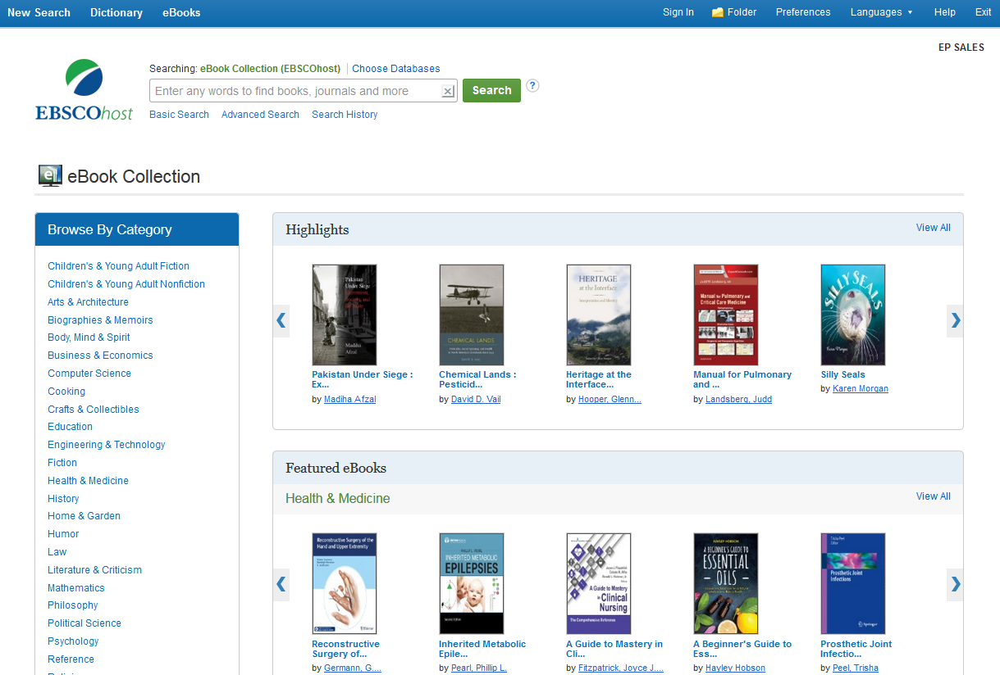 New Search Dictionary eBooks Sign In Folder Preferences Languages Help Exit
EP SALES
EBSCOhost
Searching: eBook Collection (EBSCOhost) Choose Databases
Enter any words to find books, journals and more Search ?
Basic Search Advanced Search Search History
eBook Collection
Browse By Category
Children's & Young Adult Fiction
Children's & Young Adult Nonfiction
Arts & Architecture
Biographies & Memoirs
Body, Mind & Spirit
Business & Economics
Computer Science
Cooking
Crafts & Collectibles
Education
Engineering & Technology
Fiction
Health & Medicine
History
Home & Garden
Humor
Law
Literature & Criticism
Mathematics
Philosophy
Political Science
Psychology
Reference
Highlights View All
Pakistan
Under Siege
Madiha
Afzal
CHEMICAL LANDS
HERITAGE
at the Interface
Manual for Pulmonary and
Critical Care Medicine
SILLY SEALS
Karen Morgan
Pakistan Under Siege :
Ex...
by Madiha Afzal
Chemical Lands :
Pesticid...
by David D. Vail
Heritage at the
Interface...
by Hooper, Glenn...
Manual for Pulmonary
and ...
by Landsberg, Judd
Silly Seals
by Karen Morgan
Featured eBooks
Health & Medicine View All
Reconstructive Surgery of the
Hand and Upper Extremity
INHERITED METABOLIC
EPILEPSIES
A Guide to Mastery
in Clinical
Nursing
The Comprehensive Reference
HAYLEY HOBSON
A BEGINNER'S GUIDE TO
ESSENTIAL
OILS
Trisha Peel
Editor
Prosthetic Joint
Infections
Springer
Reconstructive
Surgery of...
by Germann, G....
Inherited Metabolic
Epile...
by Pearl, Phillip L.
A Guide to Mastery in
Cli...
by Fitzpatrick, Joyce J....
A Beginner's Guide to
Ess...
by Hayley Hobson
Prosthetic Joint
Infectio...
by Peel, Trisha